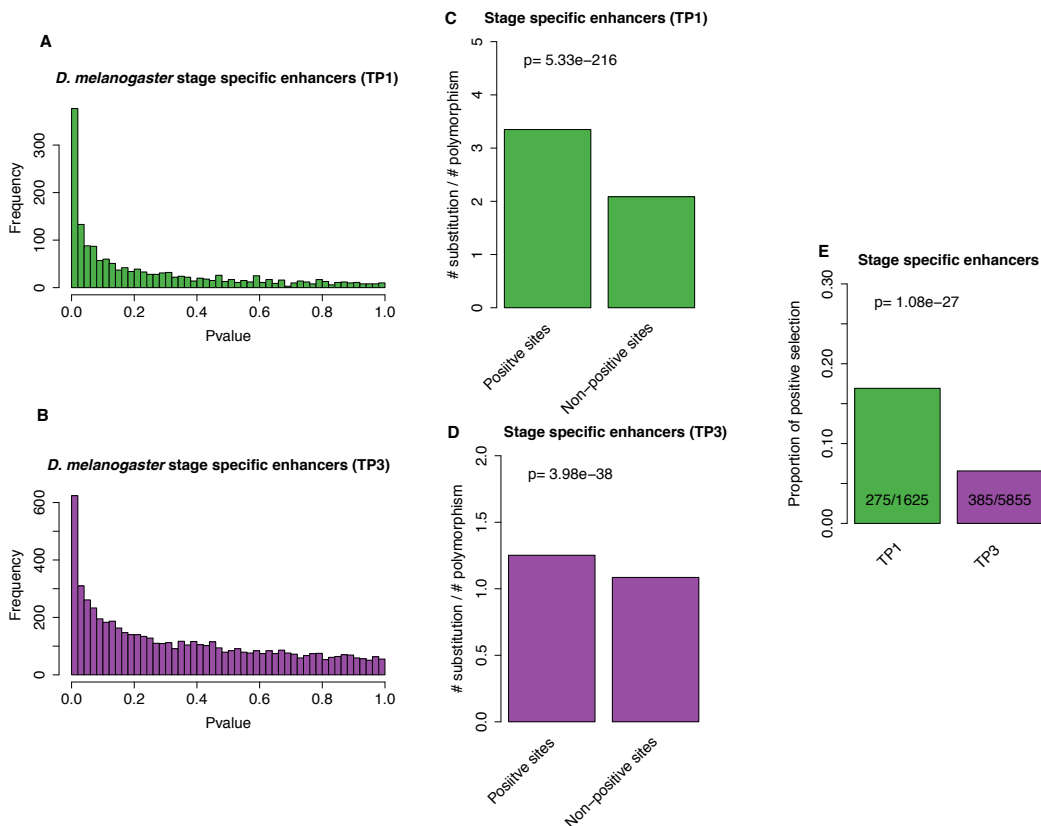 A
D. melanogaster stage specific enhancers (TP1)
Frequency
0
100
200
300
0.0
0.2
0.4
0.6
0.8
1.0
Pvalue
B
D. melanogaster stage specific enhancers (TP3)
Frequency
0
200
400
600
0.0
0.2
0.4
0.6
0.8
1.0
Pvalue
C
Stage specific enhancers (TP1)
p= 5.33e−216
# substitution / # polymorphism
0
1
2
3
4
5
Posiitve sites
Non−positive sites
D
Stage specific enhancers (TP3)
p= 3.98e−38
# substitution / # polymorphism
0.0
0.5
1.0
1.5
2.0
Posiitve sites
Non−positive sites
E
Stage specific enhancers
p= 1.08e−27
Proportion of positive selection
0.00
0.10
0.20
0.30
275/1625
385/5855
TP1
TP3